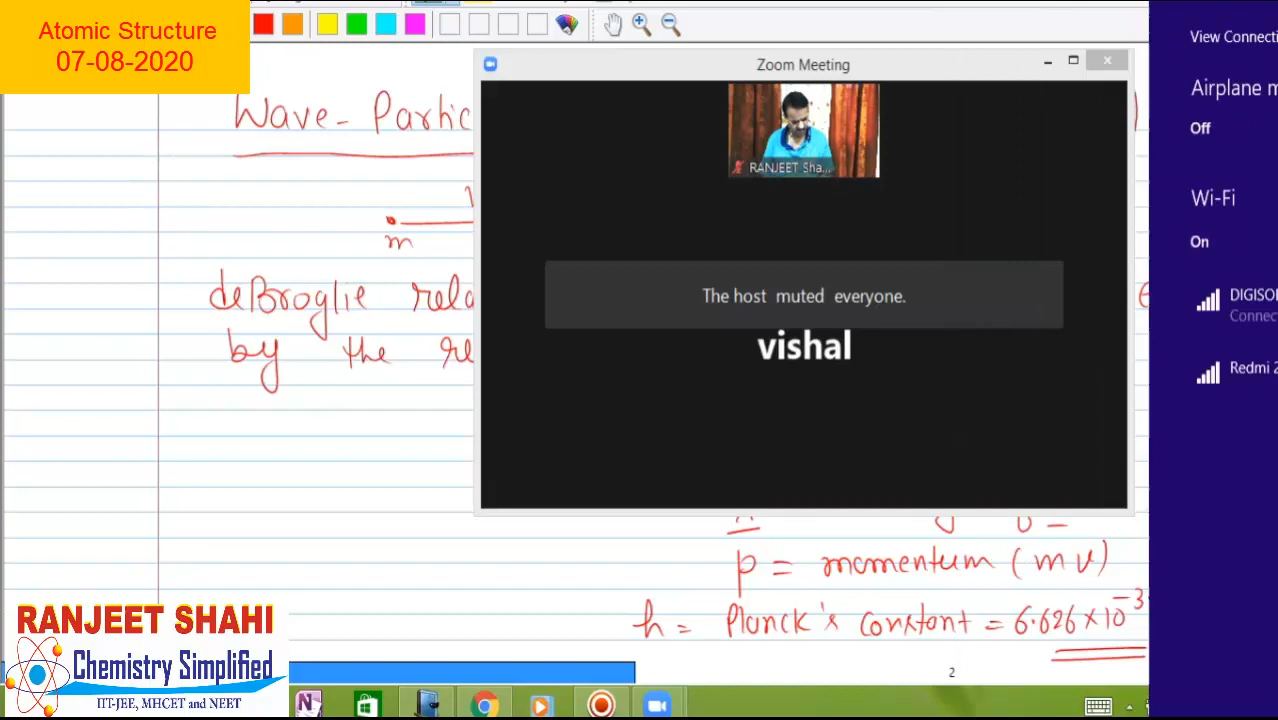 Atomic Structure
07-08-2020
View Connecti
Airplane m
Off
Wi-Fi
On
DIGISOL
Connec
Redmi 2
Zoom Meeting
RANJEET Sha...
The host muted everyone.
vishal
Wave- Partic
m
deBroglie rela
by the re
p = momentum (mv)
h = Planck's constant = 6.626×10⁻³
2
RANJEET SHAHI
Chemistry Simplified
IIT-JEE, MHCET and NEET